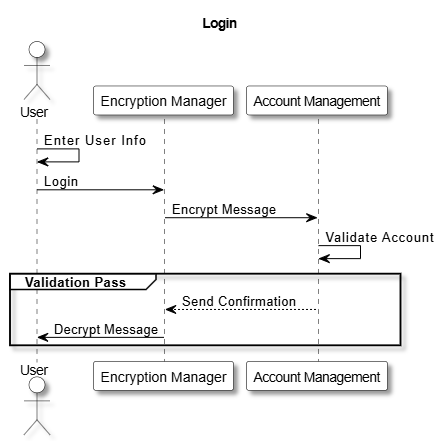 Login
User
Encryption Manager
Account Management
Enter User Info
Login
Encrypt Message
Validate Account
Validation Pass
Send Confirmation
Decrypt Message
User
Encryption Manager
Account Management